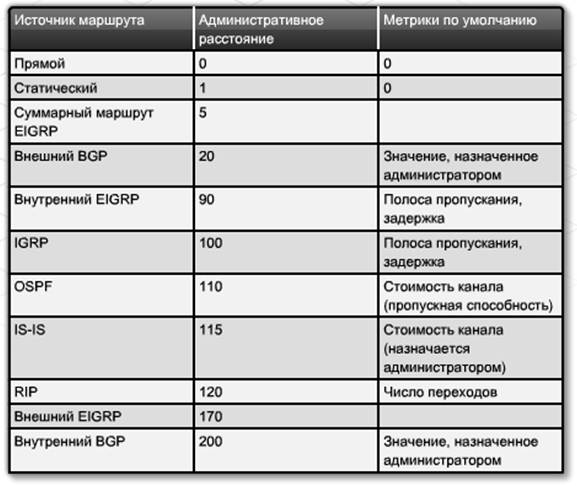 Источник маршрута Административное расстояние Метрики по умолчанию
Прямой 0 0
Статический 1 0
Суммарный маршрут EIGRP 5
Внешний BGP 20 Значение, назначенное администратором
Внутренний EIGRP 90 Полоса пропускания, задержка
IGRP 100 Полоса пропускания, задержка
OSPF 110 Стоимость канала (пропускная способность)
IS-IS 115 Стоимость канала (назначается администратором)
RIP 120 Число переходов
Внешний EIGRP 170
Внутренний BGP 200 Значение, назначенное администратором